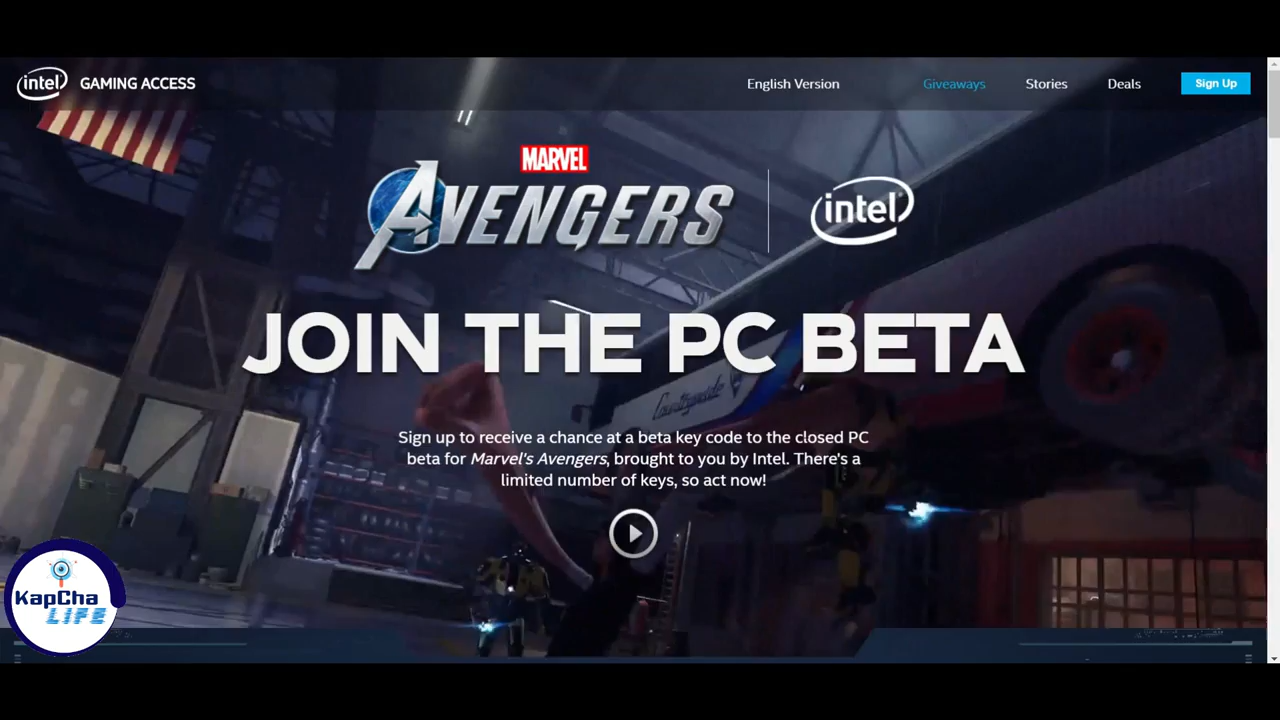 intel GAMING ACCESS English Version Giveaways Stories Deals Sign Up
MARVEL
AVENGERS intel
JOIN THE PC BETA
Countryside
Sign up to receive a chance at a beta key code to the closed PC
beta for Marvel's Avengers, brought to you by Intel. There's a
limited number of keys, so act now!
KapCha
LIFE